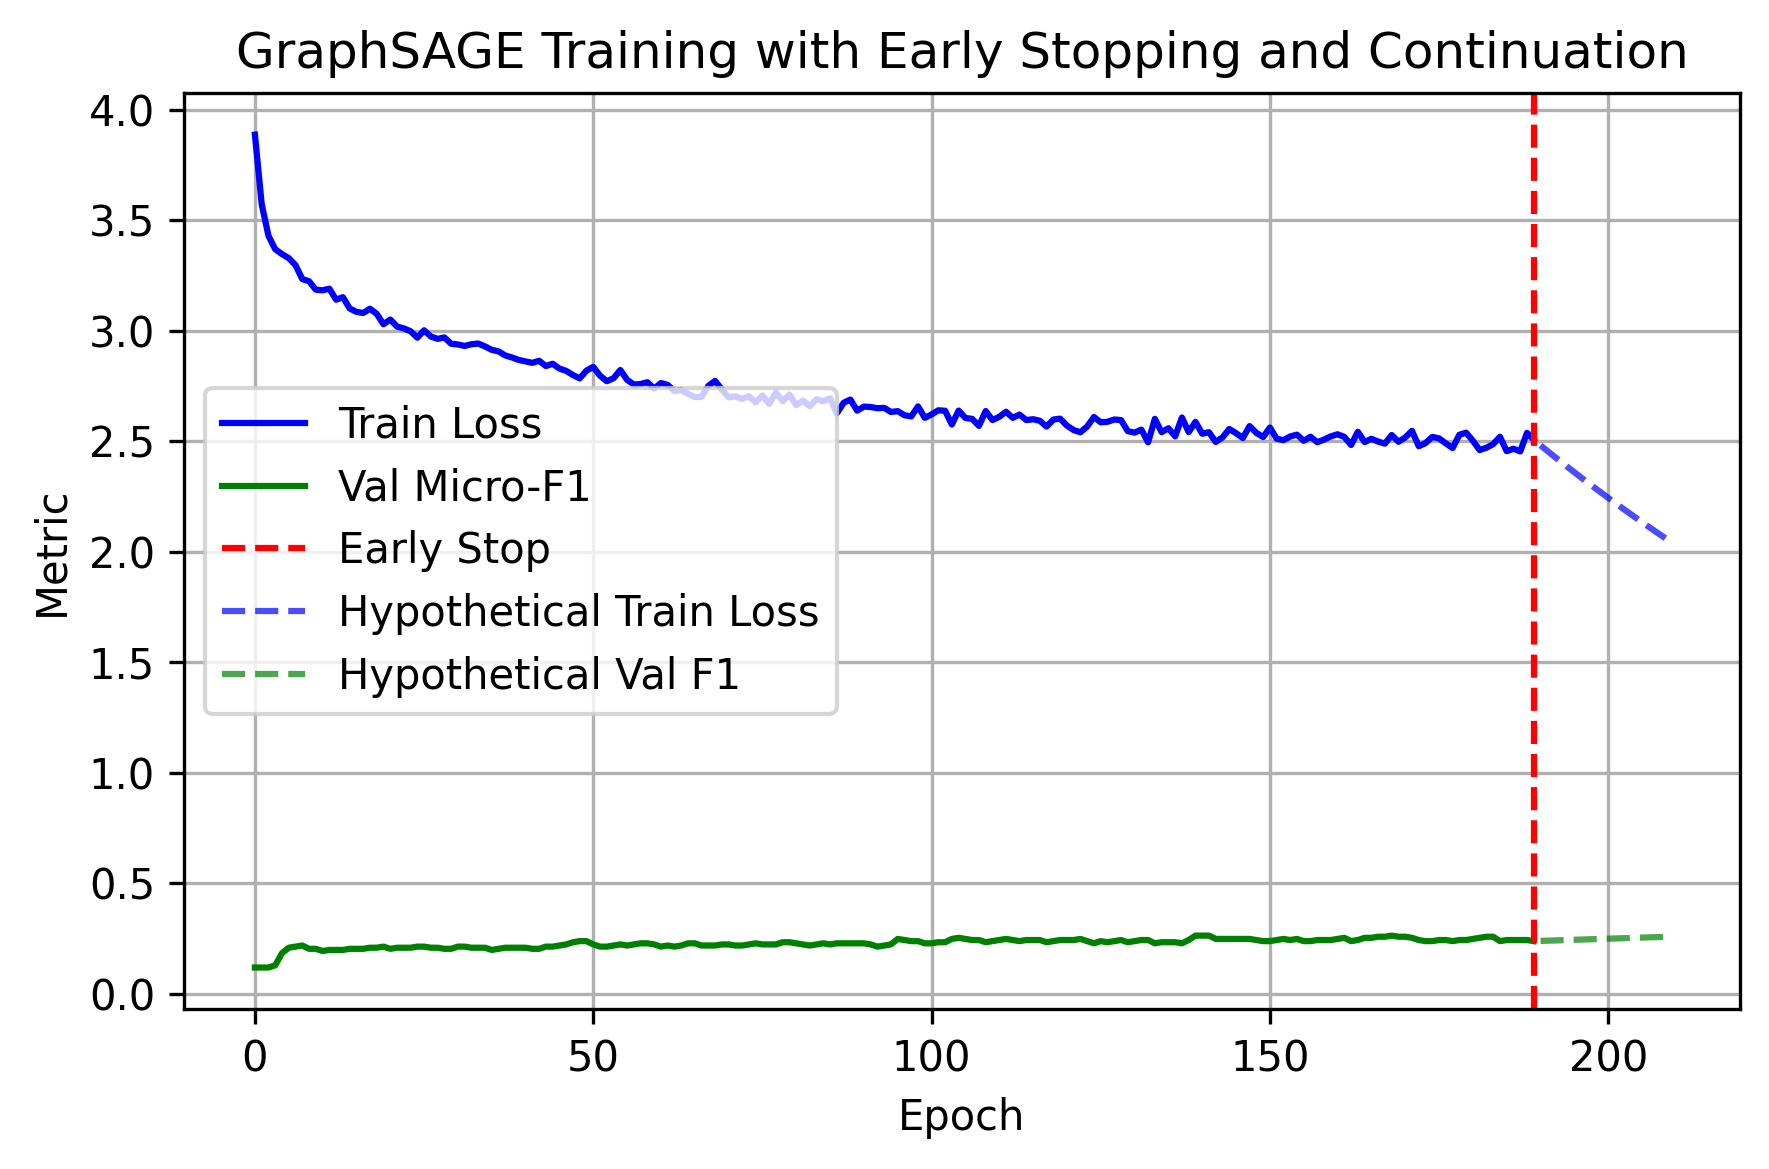 GraphSAGE Training with Early Stopping and Continuation
4.0
3.5
3.0
2.5
2.0
1.5
1.0
0.5
0.0
Metric
Train Loss
Val Micro-F1
Early Stop
Hypothetical Train Loss
Hypothetical Val F1
0 50 100 150 200
Epoch